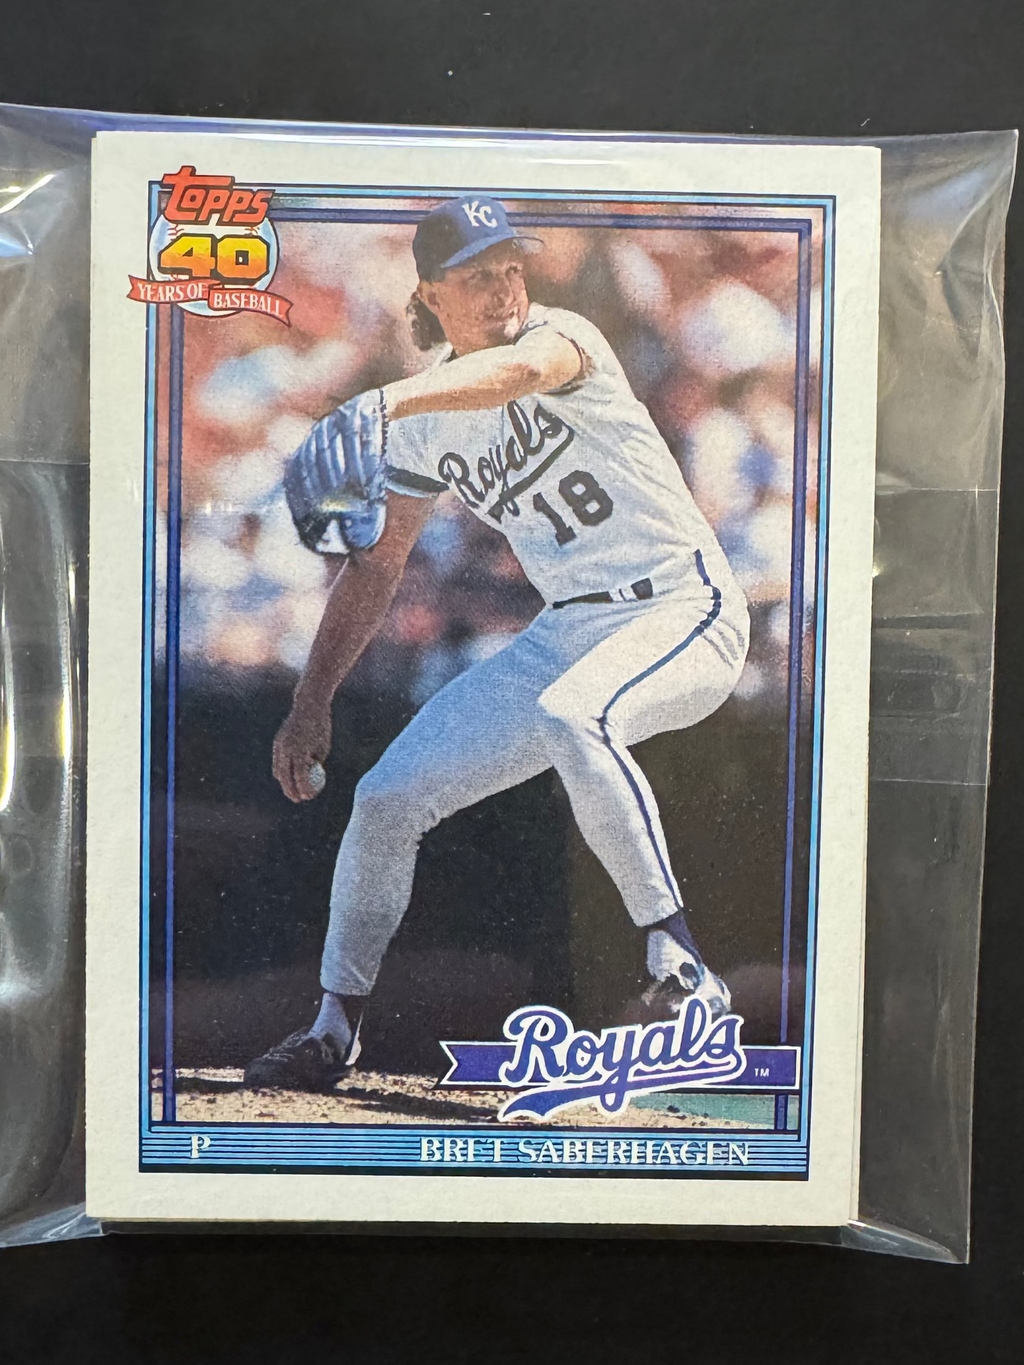 Topps
40
YEARS OF BASEBALL
KC
Royals
18
Royals
TM
P BRET SABERHAGEN